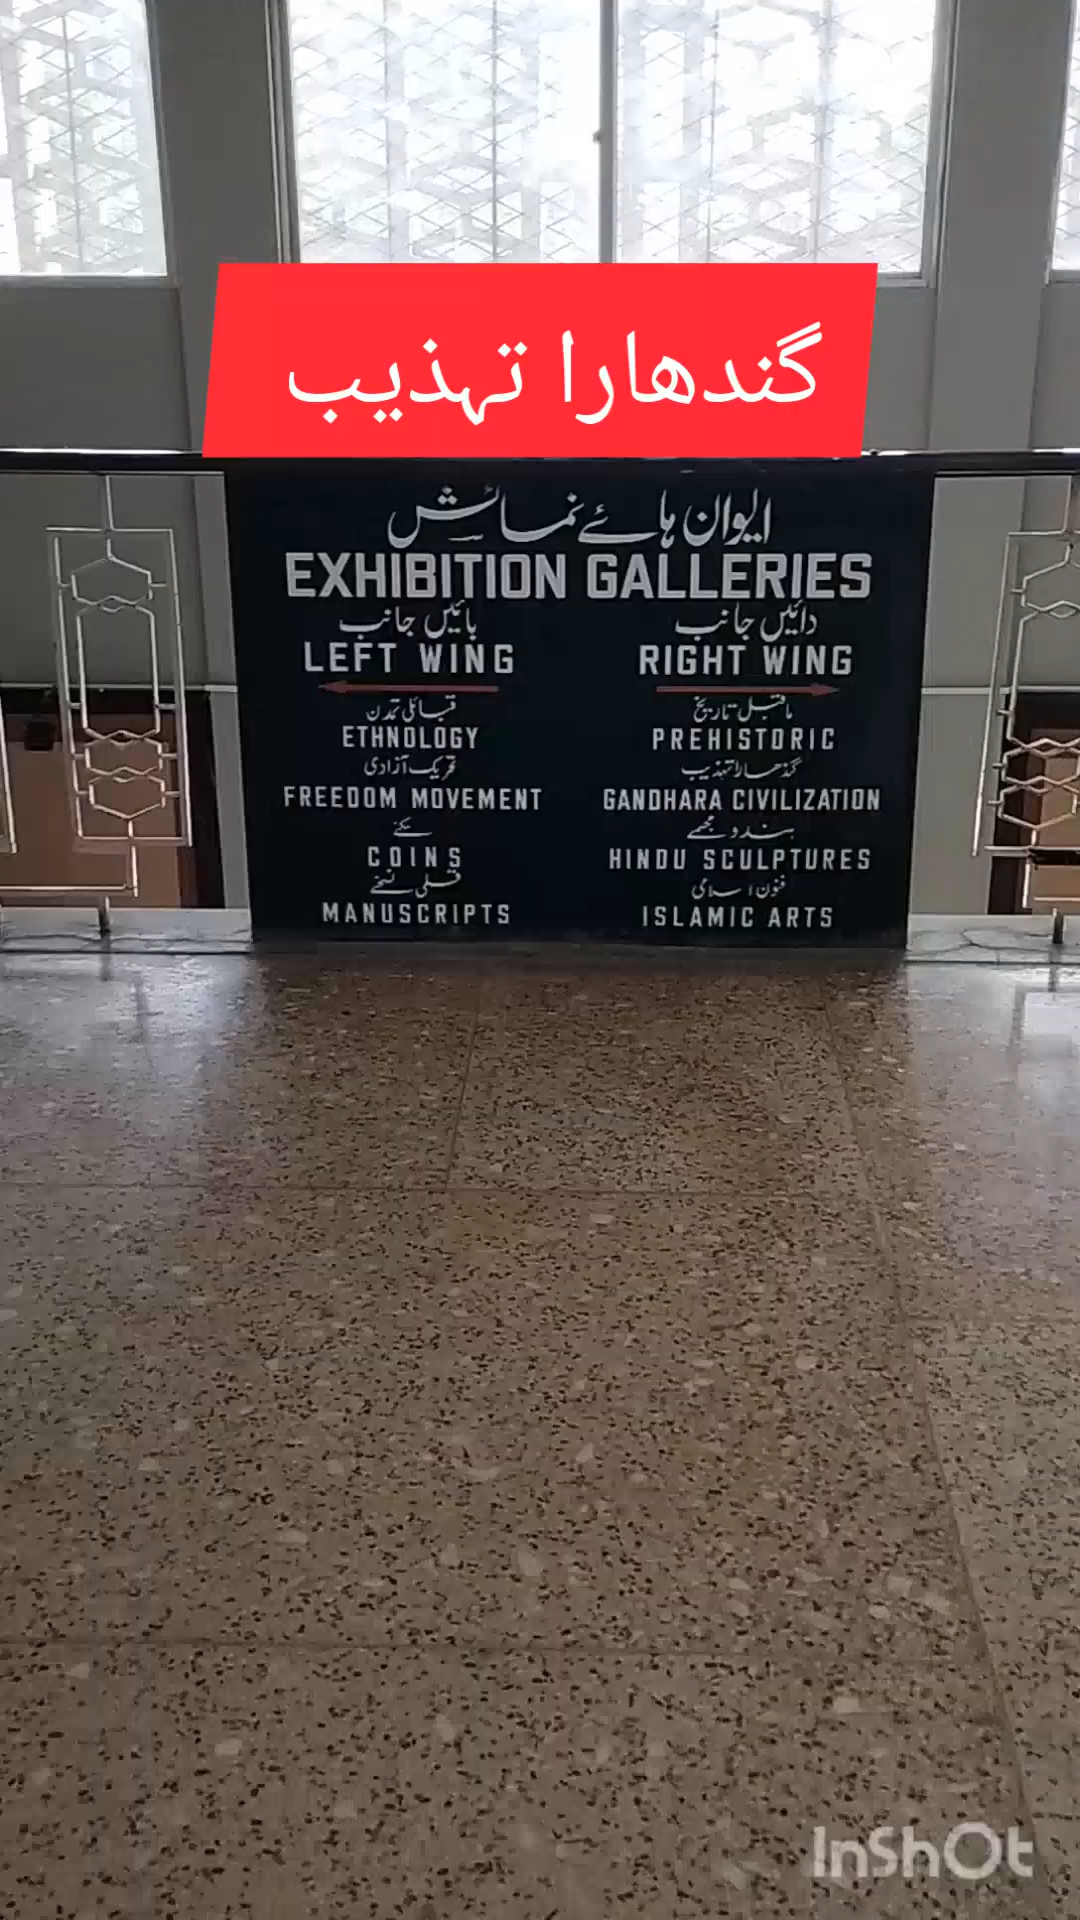 گندھارا تہذیب
ایوان ہائے نمائش
EXHIBITION GALLERIES
بائیں جانب
LEFT WING
قبائلی تمدن
ETHNOLOGY
تحریک آزادی
FREEDOM MOVEMENT
سکے
COINS
قلمی نسخے
MANUSCRIPTS
دائیں جانب
RIGHT WING
ماقبل تاریخ
PREHISTORIC
گندھارا تہذیب
GANDHARA CIVILIZATION
ہندو مجسمے
HINDU SCULPTURES
فنون اسلامی
ISLAMIC ARTS
InShOt